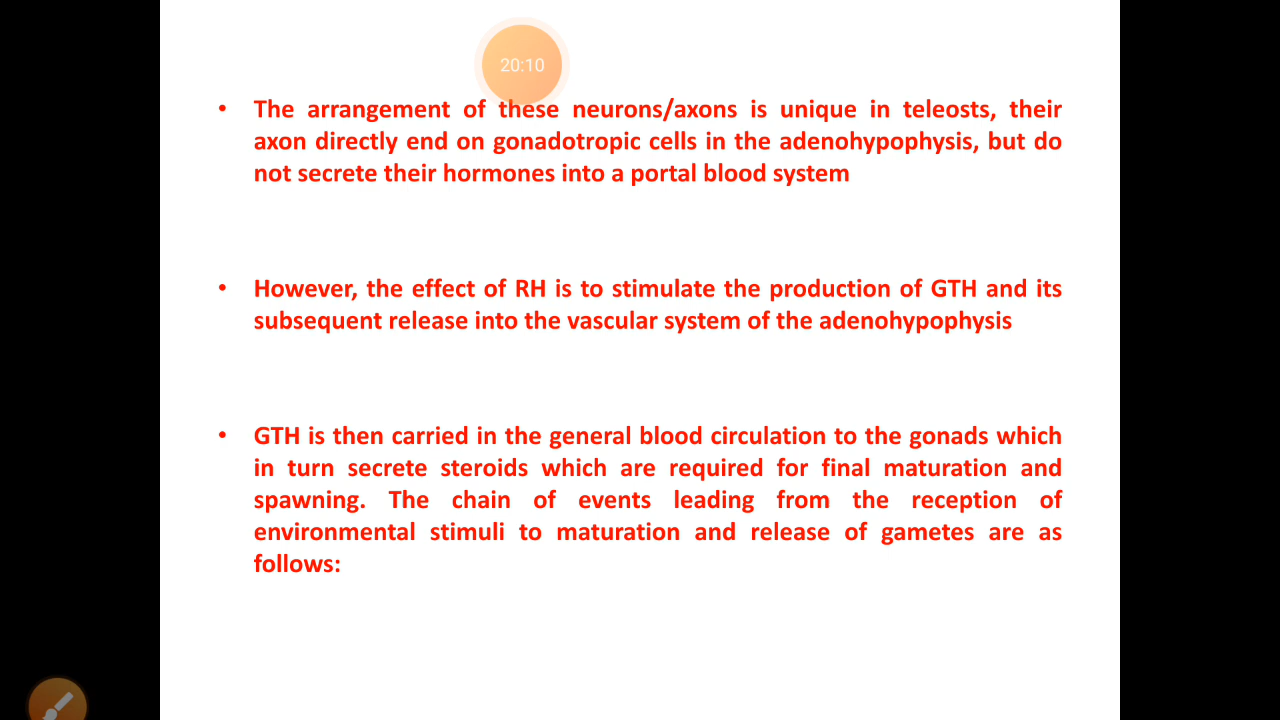 20:10
• The arrangement of these neurons/axons is unique in teleosts, their
axon directly end on gonadotropic cells in the adenohypophysis, but do
not secrete their hormones into a portal blood system
• However, the effect of RH is to stimulate the production of GTH and its
subsequent release into the vascular system of the adenohypophysis
• GTH is then carried in the general blood circulation to the gonads which
in turn secrete steroids which are required for final maturation and
spawning. The chain of events leading from the reception of
environmental stimuli to maturation and release of gametes are as
follows: